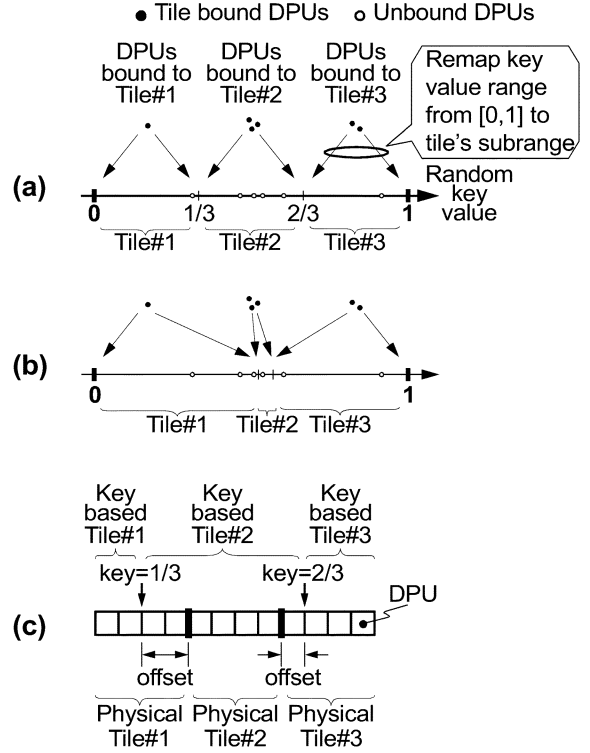 Tile bound DPUs Unbound DPUs
DPUs DPUs DPUs
bound to bound to bound to
Tile#1 Tile#2 Tile#3
Remap key
value range
from [0,1] to
tile's subrange
(a)
Random
key
value
0 1/3 2/3 1
Tile#1 Tile#2 Tile#3
(b)
0 1
Tile#1 Tile#2 Tile#3
Key Key Key
based based based
Tile#1 Tile#2 Tile#3
key=1/3 key=2/3
DPU
(c)
offset offset
Physical Physical Physical
Tile#1 Tile#2 Tile#3